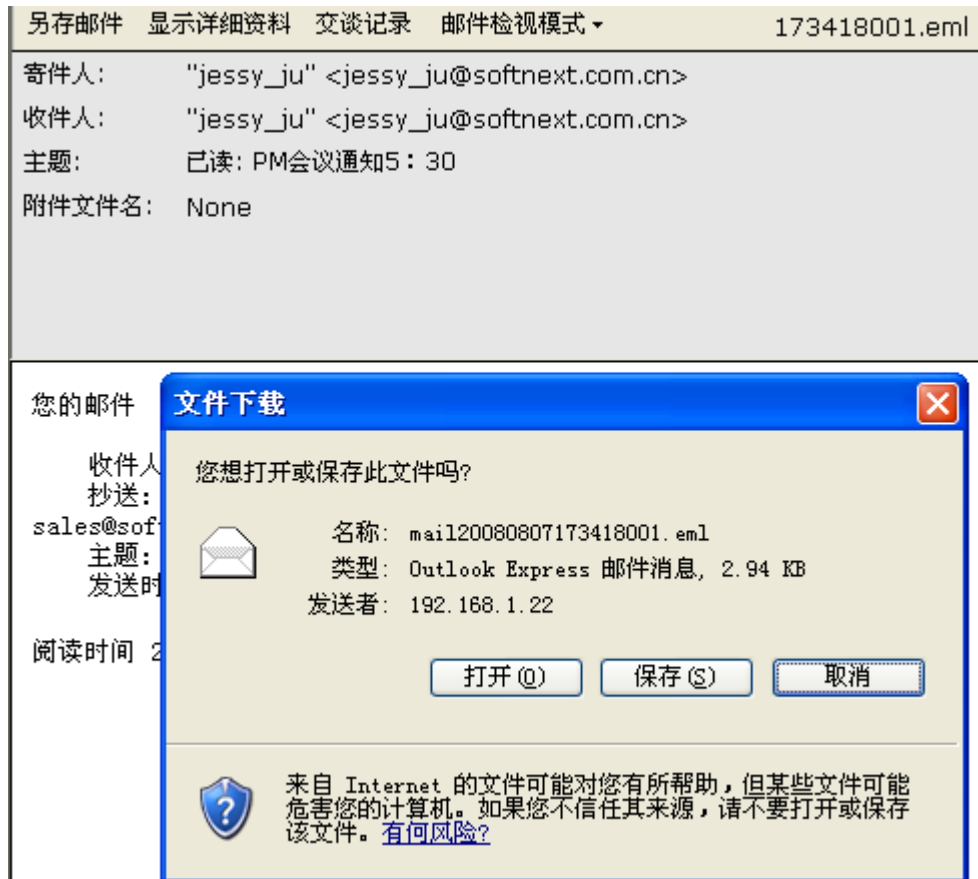 另存邮件 显示详细资料 交谈记录 邮件检视模式 173418001.eml
寄件人: "jessy_ju" <jessy_ju@softnext.com.cn>
收件人: "jessy_ju" <jessy_ju@softnext.com.cn>
主题: 已读: PM会议通知5：30
附件文件名: None
您的邮件
收件人
抄送:
sales@sof
主题:
发送时
阅读时间 2
文件下载
您想打开或保存此文件吗?
名称: mail20080807173418001.eml
类型: Outlook Express 邮件消息, 2.94 KB
发送者: 192.168.1.22
打开(O) 保存(S) 取消
来自 Internet 的文件可能对您有所帮助，但某些文件可能
危害您的计算机。如果您不信任其来源，请不要打开或保存
该文件。有何风险?